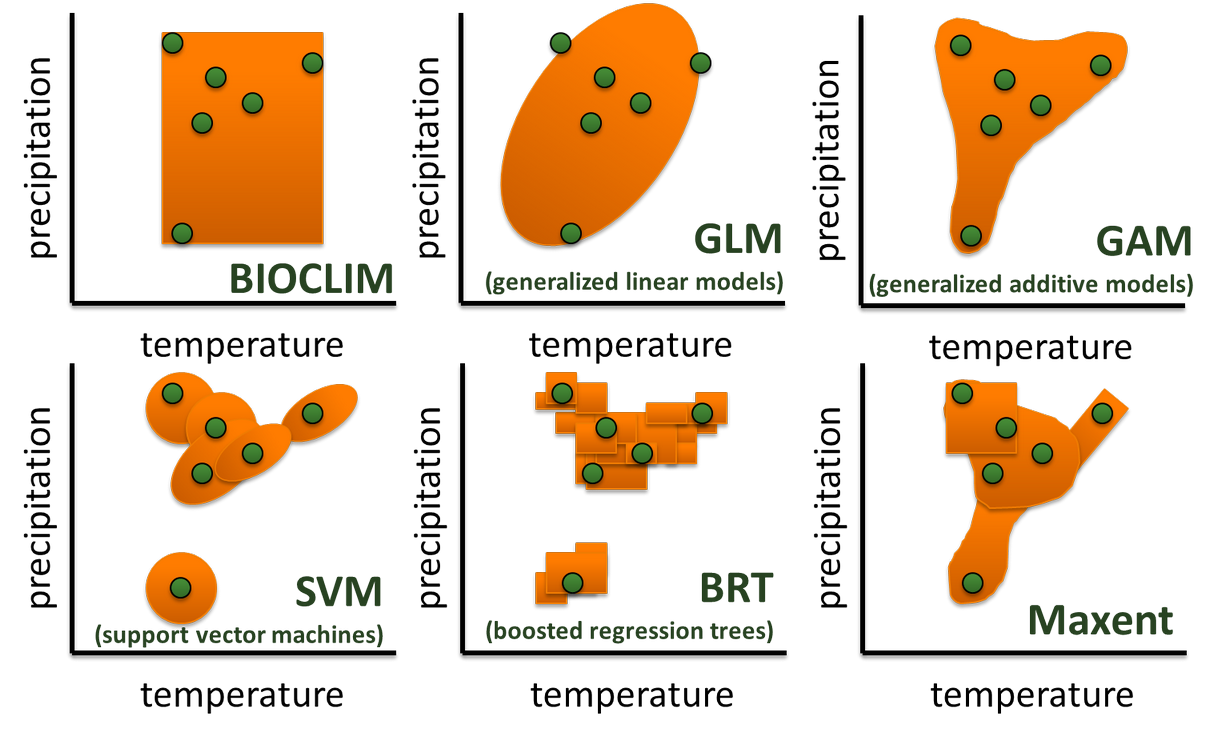 precipitation
BIOCLIM
temperature
precipitation
GLM
(generalized linear models)
temperature
precipitation
GAM
(generalized additive models)
temperature
precipitation
SVM
(support vector machines)
temperature
precipitation
BRT
(boosted regression trees)
temperature
precipitation
Maxent
temperature